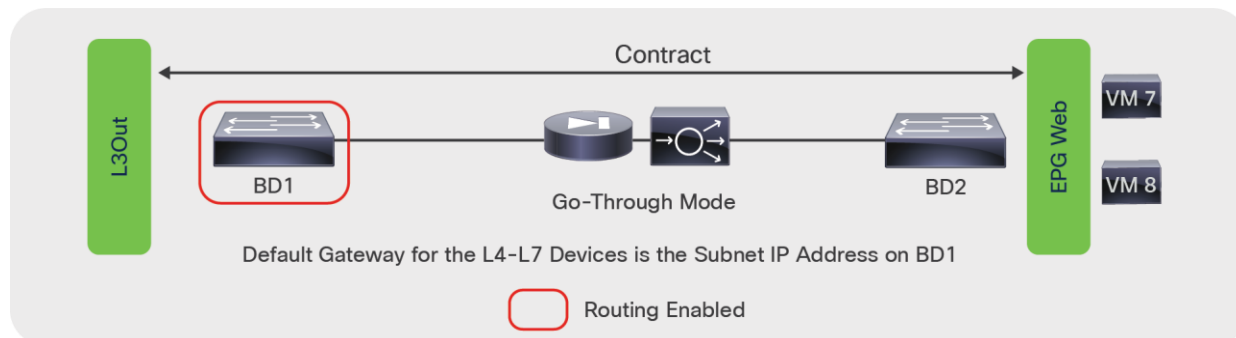 Contract
L3Out
BD1
Go-Through Mode
BD2
EPG Web
VM 7
VM 8
Default Gateway for the L4-L7 Devices is the Subnet IP Address on BD1
Routing Enabled